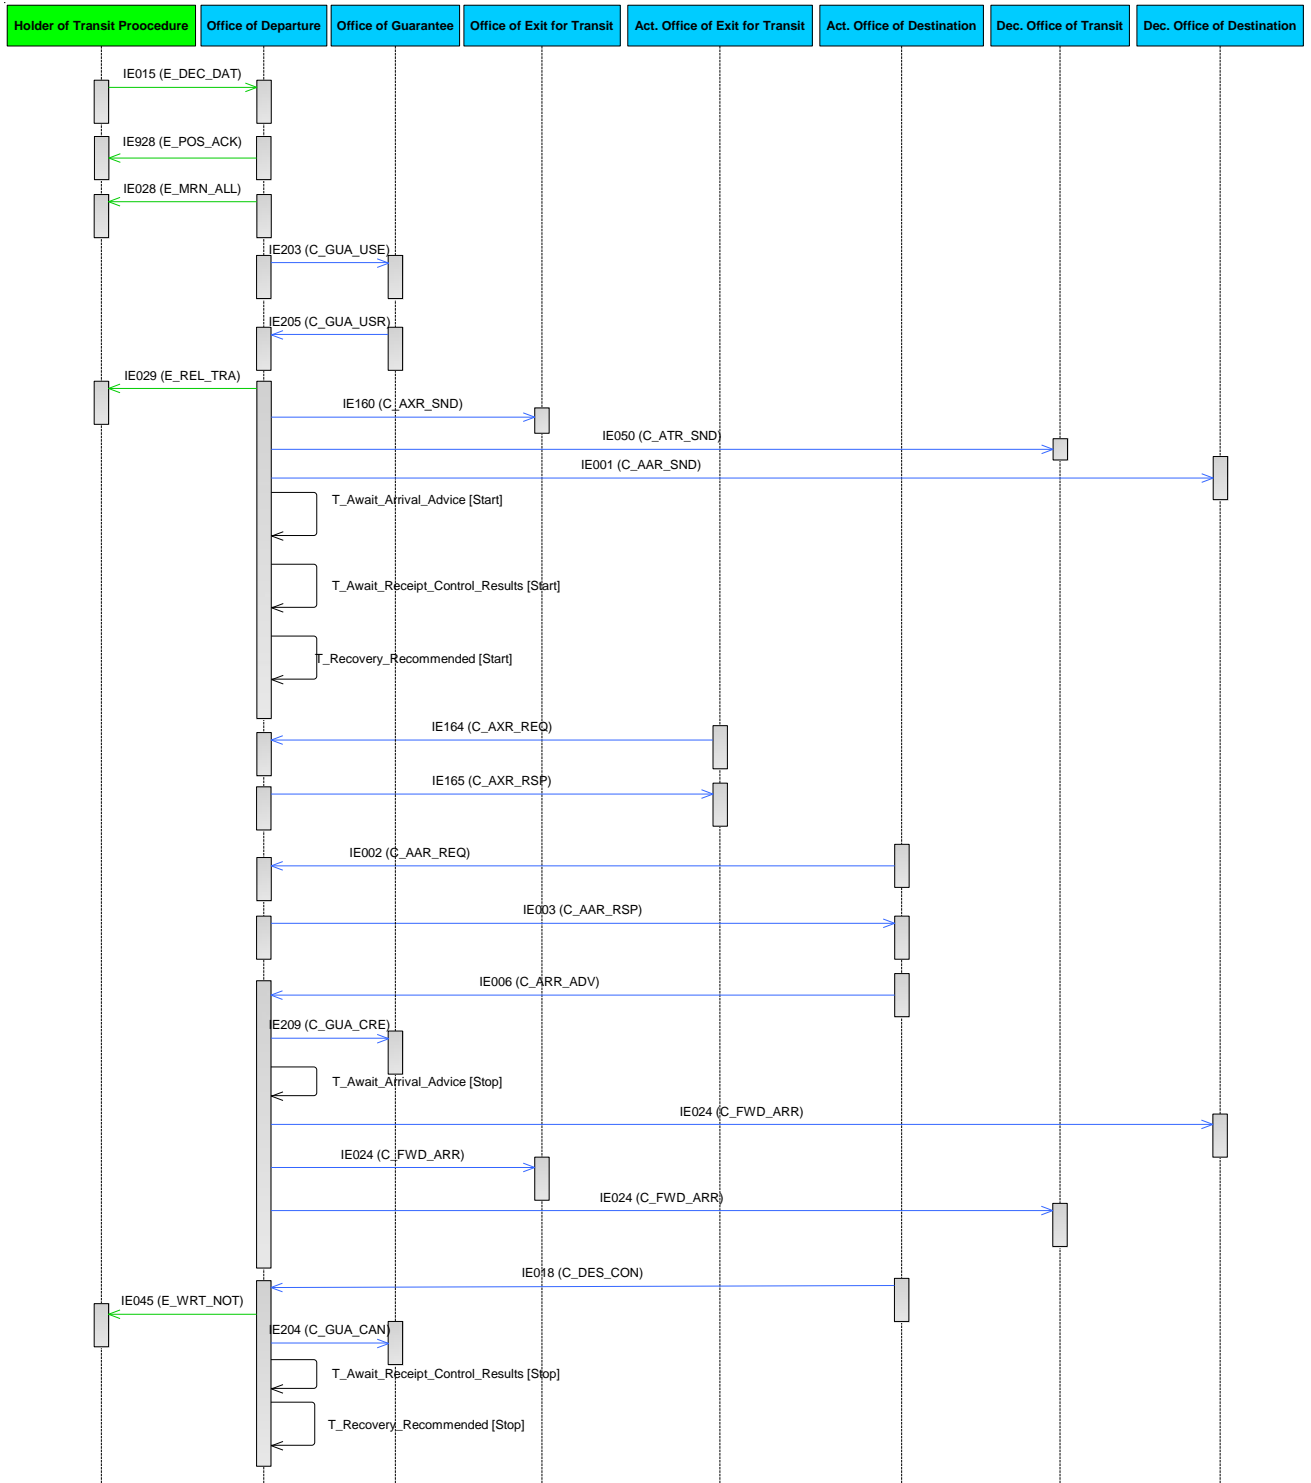 Holder of Transit Proocedure
Office of Departure
Office of Guarantee
Office of Exit for Transit
Act. Office of Exit for Transit
Act. Office of Destination
Dec. Office of Transit
Dec. Office of Destination
IE015 (E_DEC_DAT)
IE928 (E_POS_ACK)
IE028 (E_MRN_ALL)
IE203 (C_GUA_USE)
IE205 (C_GUA_USR)
IE029 (E_REL_TRA)
IE160 (C_AXR_SND)
IE050 (C_ATR_SND)
IE001 (C_AAR_SND)
T_Await_Arrival_Advice [Start]
T_Await_Receipt_Control_Results [Start]
T_Recovery_Recommended [Start]
IE164 (C_AXR_REQ)
IE165 (C_AXR_RSP)
IE002 (C_AAR_REQ)
IE003 (C_AAR_RSP)
IE006 (C_ARR_ADV)
IE209 (C_GUA_CRE)
T_Await_Arrival_Advice [Stop]
IE024 (C_FWD_ARR)
IE024 (C_FWD_ARR)
IE024 (C_FWD_ARR)
IE018 (C_DES_CON)
IE045 (E_WRT_NOT)
IE204 (C_GUA_CAN)
T_Await_Receipt_Control_Results [Stop]
T_Recovery_Recommended [Stop]